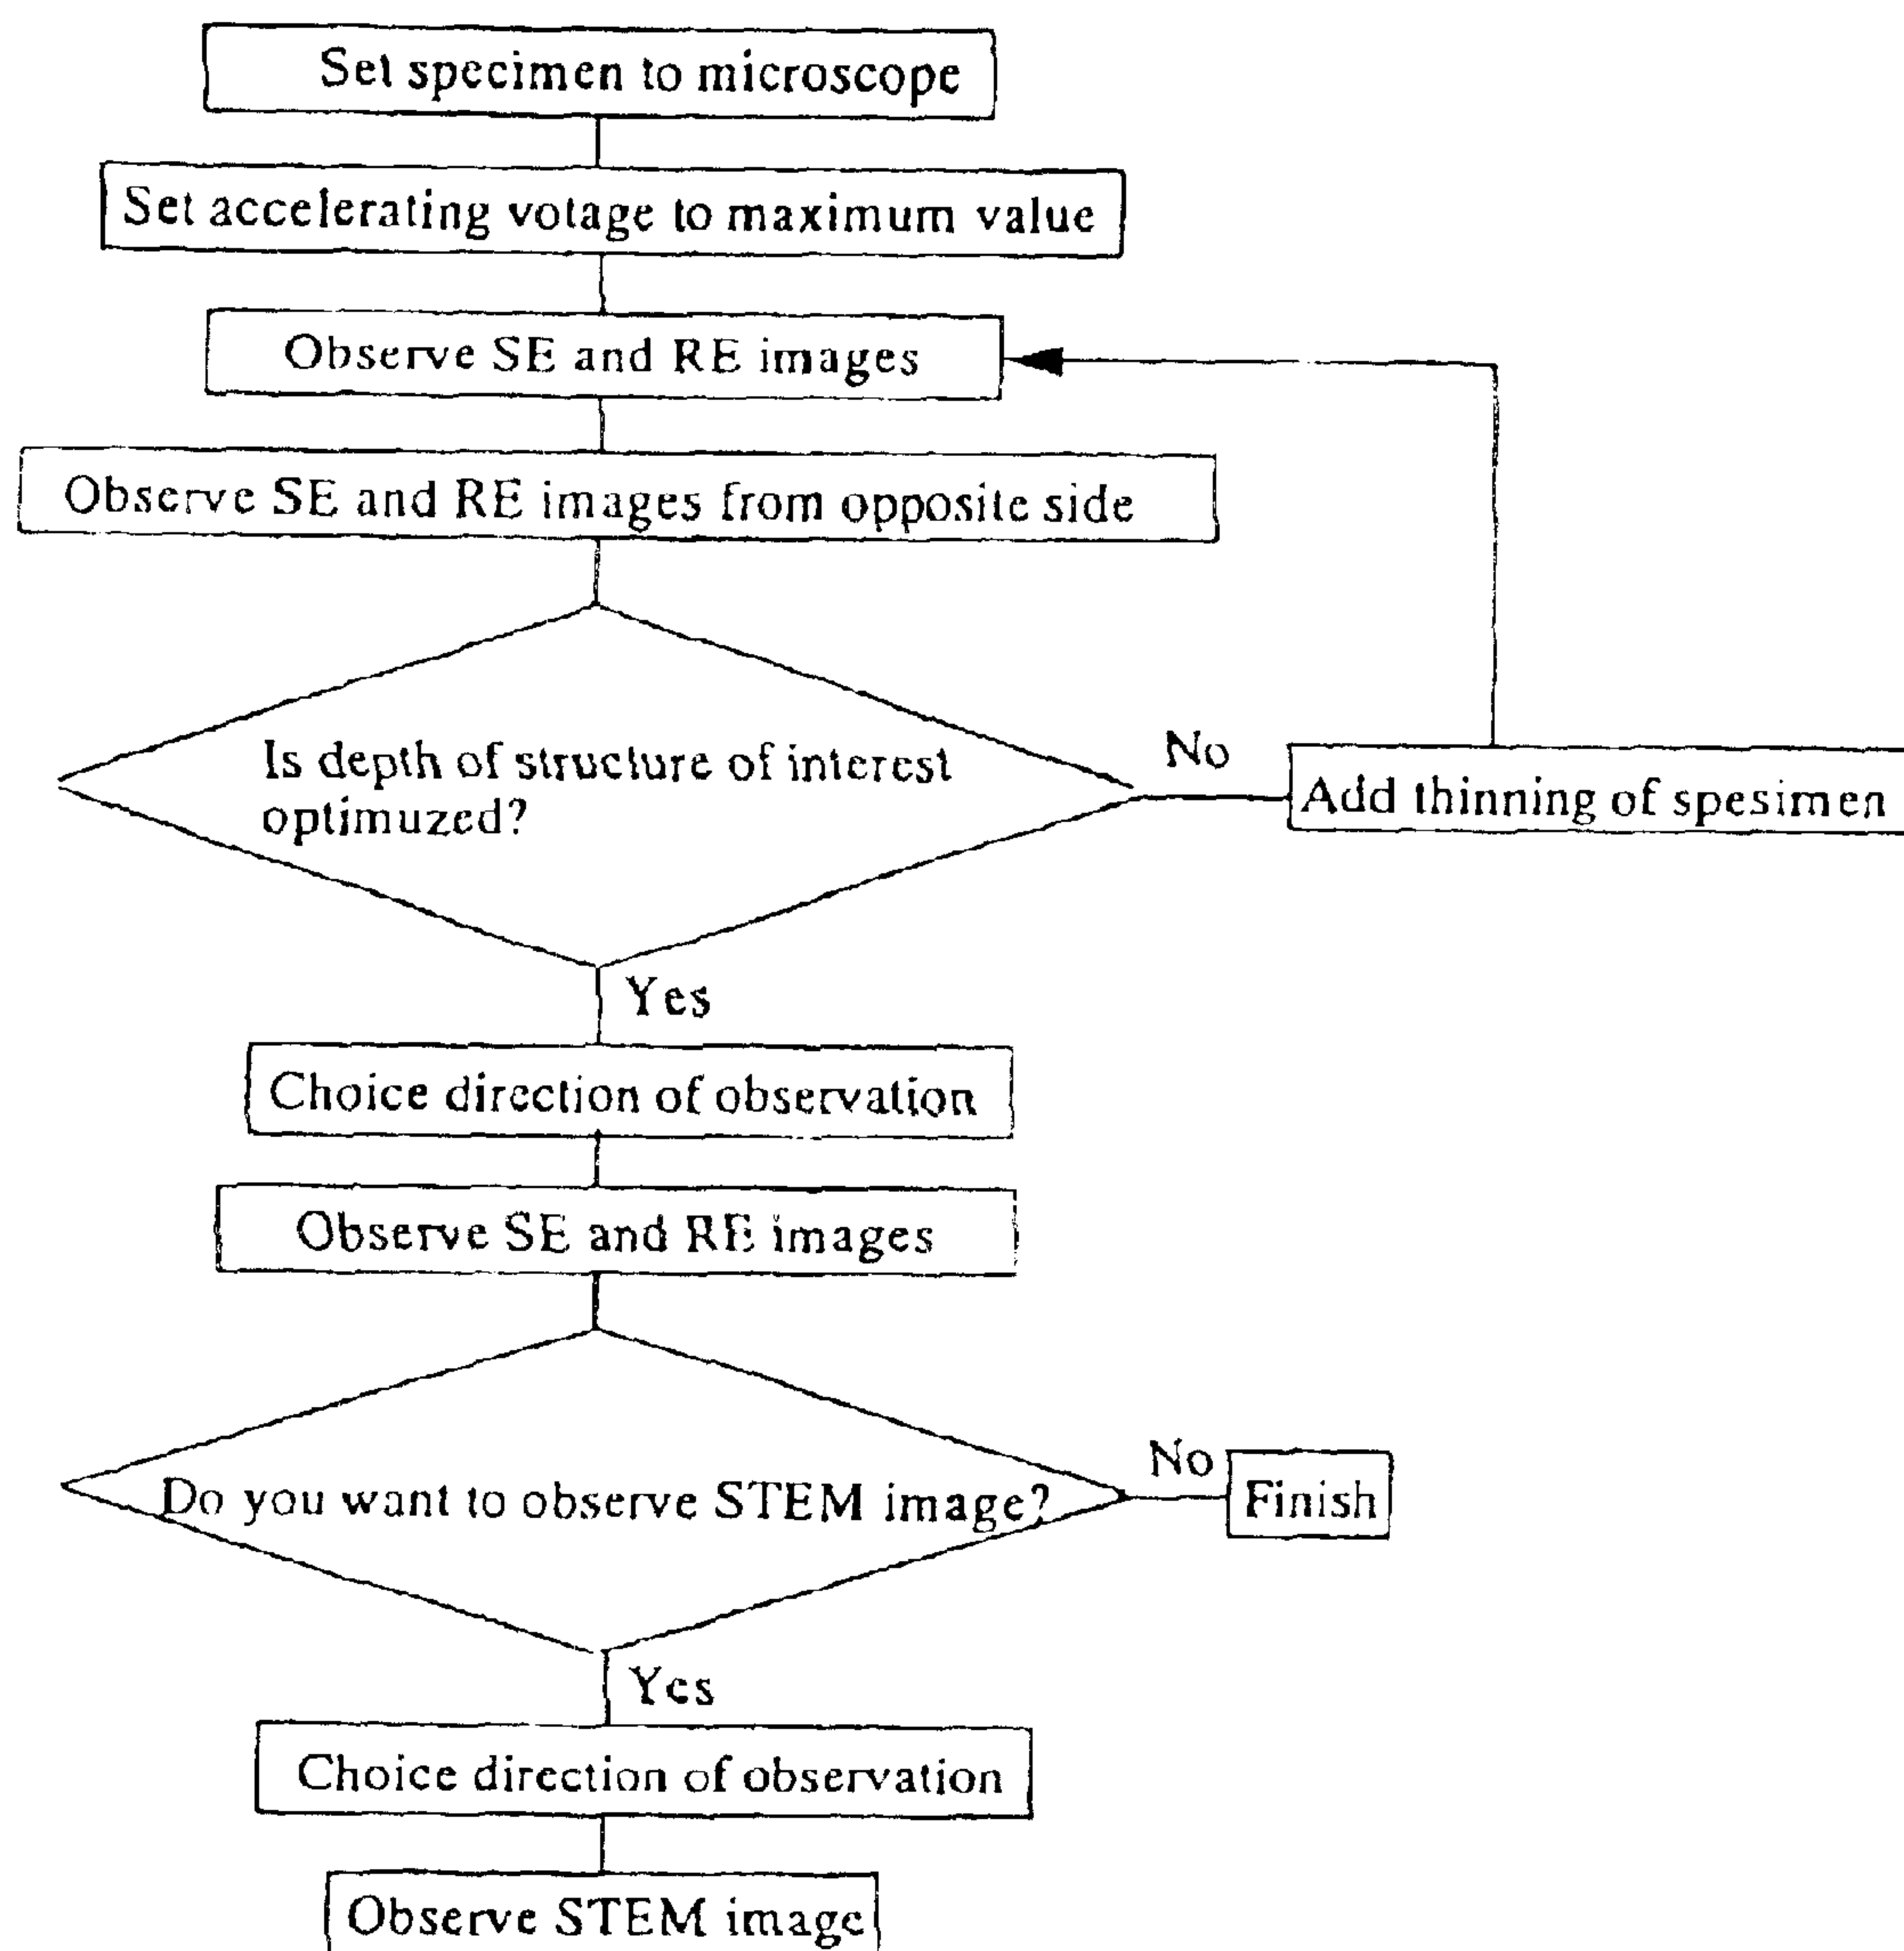 Set specimen to microscope
Set accelerating votage to maximum value
Observe SE and RE images
Observe SE and RE images from opposite side
Is depth of structure of interest
optimuzed?
No
Add thinning of spesimen
Yes
Choice direction of observation
Observe SE and RE images
Do you want to observe STEM image?
No
Finish
Yes
Choice direction of observation
Observe STEM image